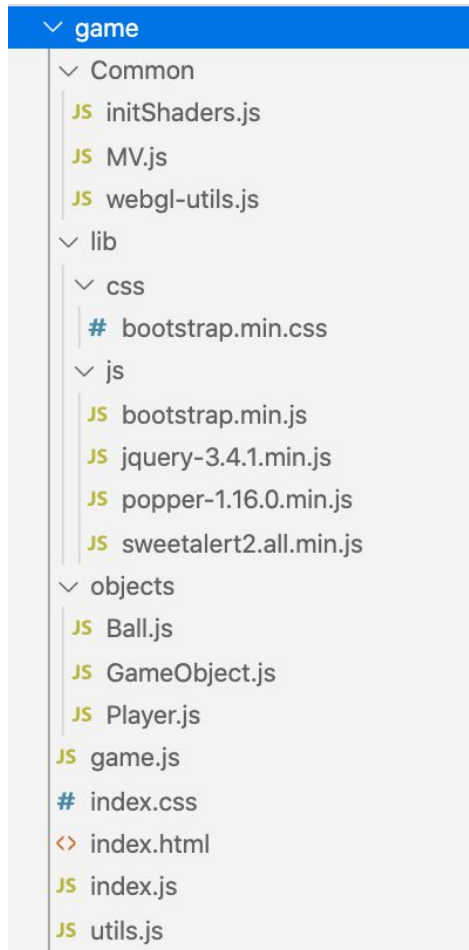 game
Common
JS initShaders.js
JS MV.js
JS webgl-utils.js
lib
css
# bootstrap.min.css
js
JS bootstrap.min.js
JS jquery-3.4.1.min.js
JS popper-1.16.0.min.js
JS sweetalert2.all.min.js
objects
JS Ball.js
JS GameObject.js
JS Player.js
JS game.js
# index.css
<> index.html
JS index.js
JS utils.js